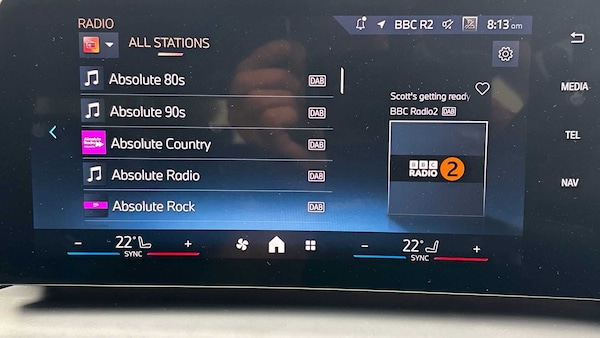 RADIO
BBC R2 8:13 am
ALL STATIONS
Absolute 80s DAB
Absolute 90s DAB
Absolute Country DAB
Absolute Radio DAB
Absolute Rock DAB
Scott's getting ready
BBC Radio2 DAB
BBC
RADIO 2
MEDIA
TEL
NAV
- 22° +
SYNC
- 22° +
SYNC